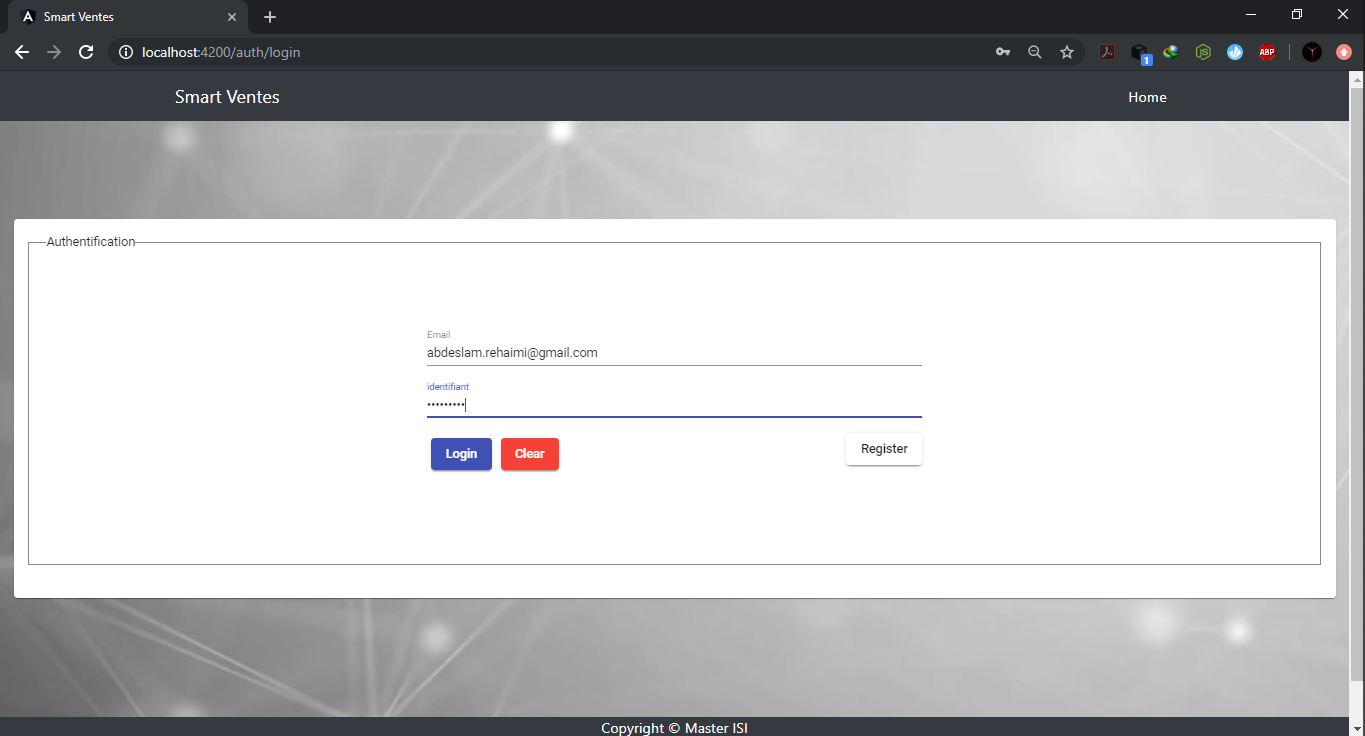 Smart Ventes
localhost:4200/auth/login
1
JS
ABP
Smart Ventes Home
Authentification
Email
abdeslam.rehaimi@gmail.com
identifiant
•••••••••
Login Clear Register
Copyright © Master ISI